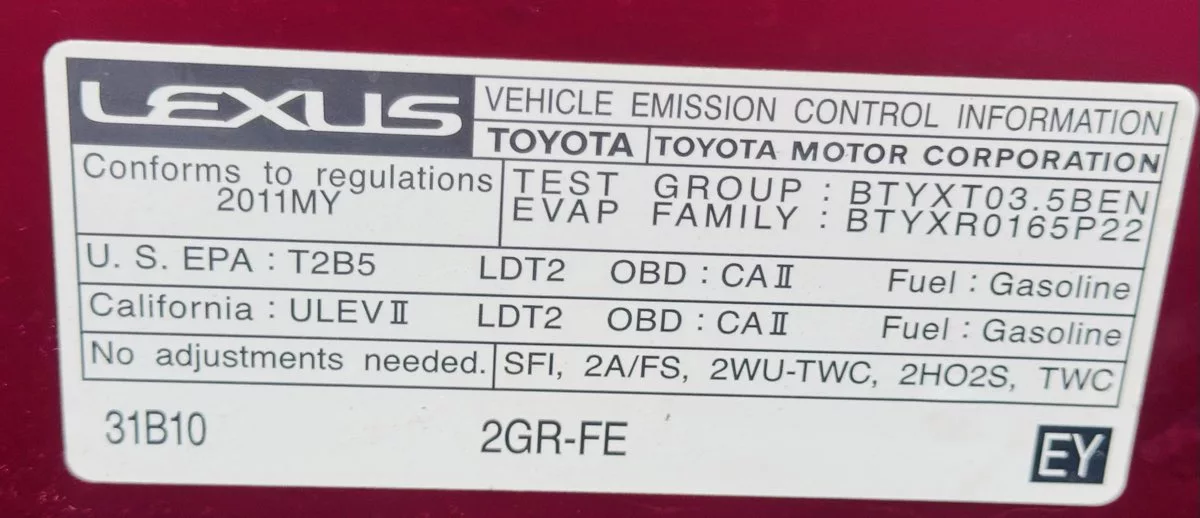 LEXUS
VEHICLE EMISSION CONTROL INFORMATION
TOYOTA TOYOTA MOTOR CORPORATION
Conforms to regulations
2011MY
TEST GROUP : BTYXT03.5BEN
EVAP FAMILY : BTYXR0165P22
U. S. EPA : T2B5 LDT2 OBD : CAⅡ Fuel : Gasoline
California : ULEVⅡ LDT2 OBD : CAⅡ Fuel : Gasoline
No adjustments needed. SFI, 2A/FS, 2WU-TWC, 2HO2S, TWC
31B10 2GR-FE EY